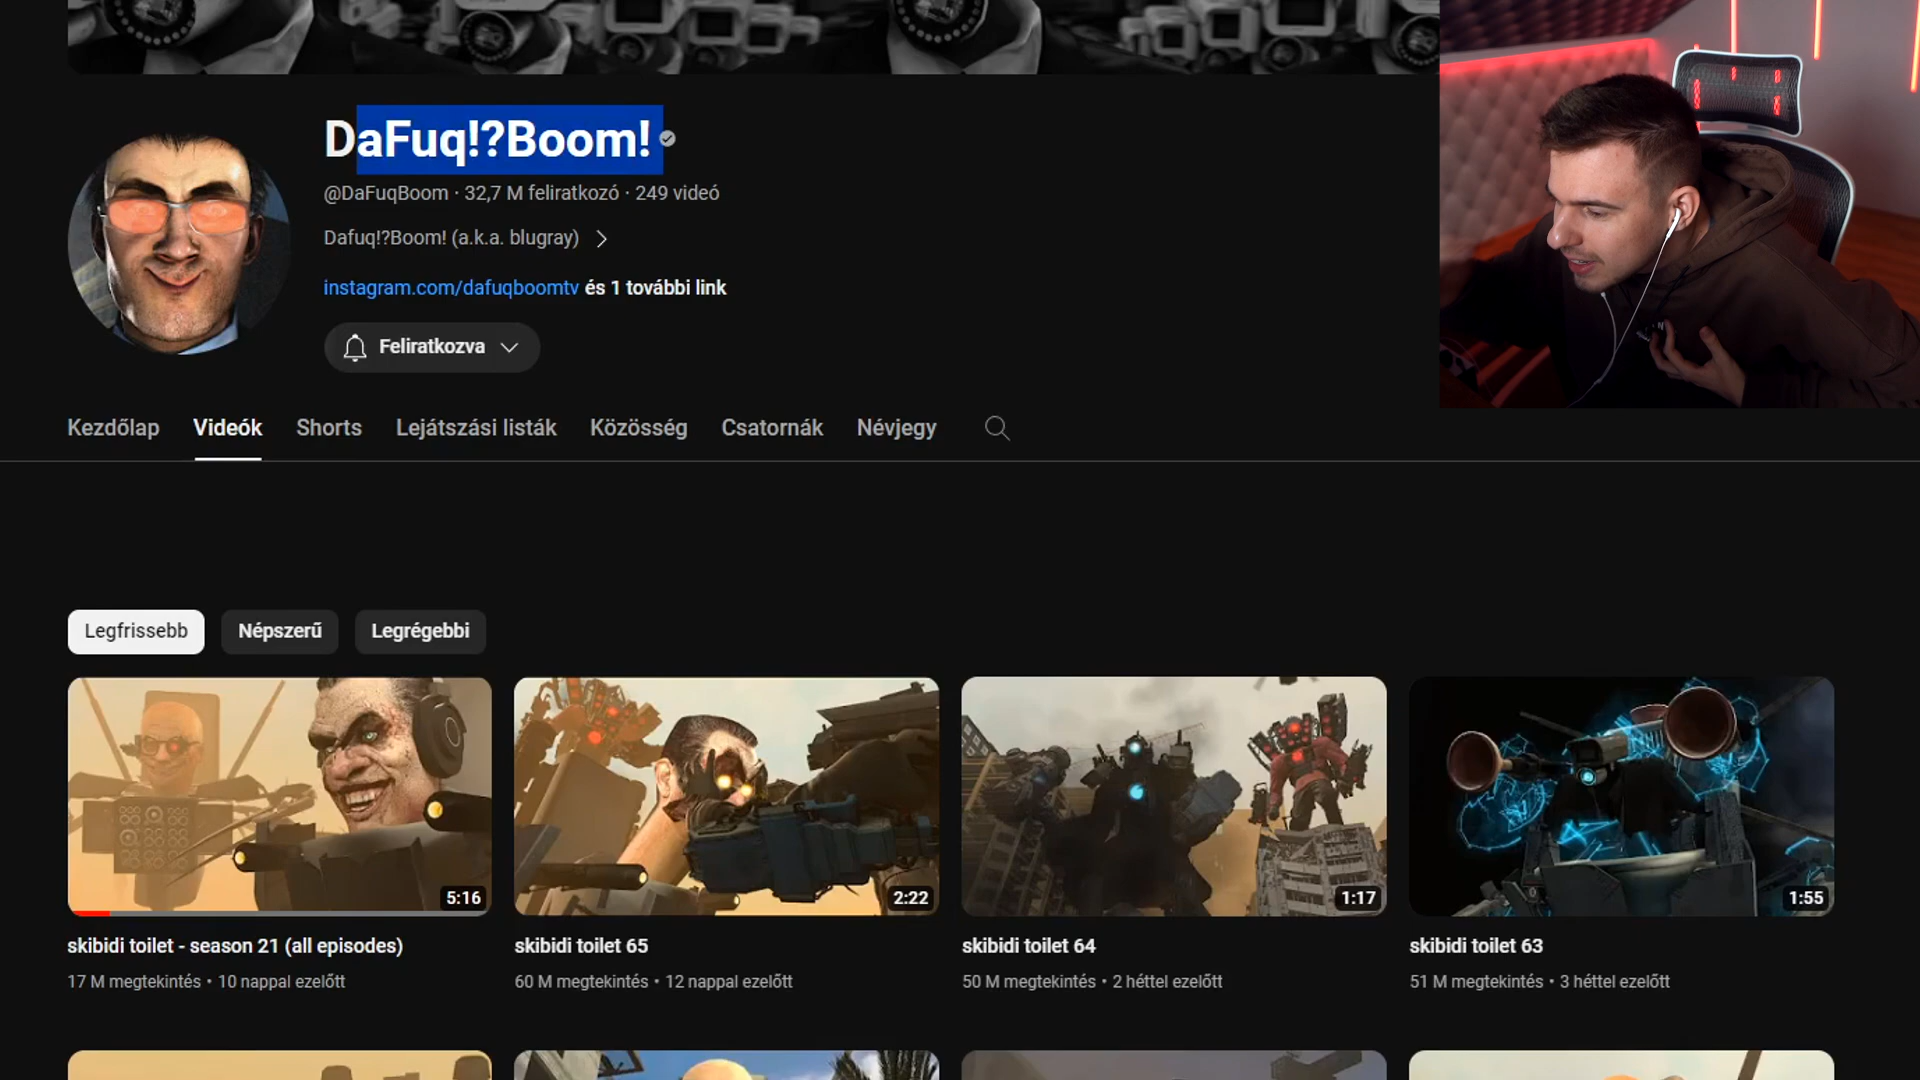 DaFuq!?Boom!
@DaFuqBoom · 32,7 M feliratkozó · 249 videó
Dafuq!?Boom! (a.k.a. blugray)
instagram.com/dafuqboomtv és 1 további link
Feliratkozva
Kezdőlap Videók Shorts Lejátszási listák Közösség Csatornák Névjegy
Legfrissebb Népszerű Legrégebbi
5:16 2:22 1:17 1:55
skibidi toilet - season 21 (all episodes)
17 M megtekintés • 10 nappal ezelőtt
skibidi toilet 65
60 M megtekintés • 12 nappal ezelőtt
skibidi toilet 64
50 M megtekintés • 2 héttel ezelőtt
skibidi toilet 63
51 M megtekintés • 3 héttel ezelőtt